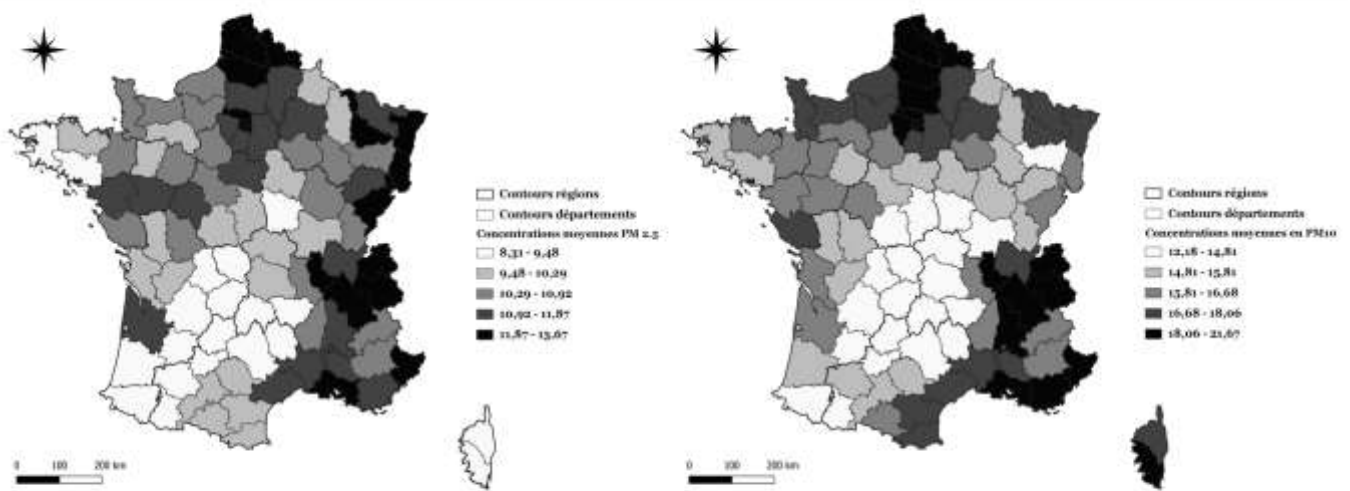 Contours régions
Contours départements
Concentrations moyennes PM 2.5
8,31 - 9,48
9,48 - 10,29
10,29 - 10,92
10,92 - 11,87
11,87 - 13,67
0 100 200 km
Contours régions
Contours départements
Concentrations moyennes en PM10
12,18 - 14,81
14,81 - 15,81
15,81 - 16,68
16,68 - 18,06
18,06 - 21,67
0 100 200 km